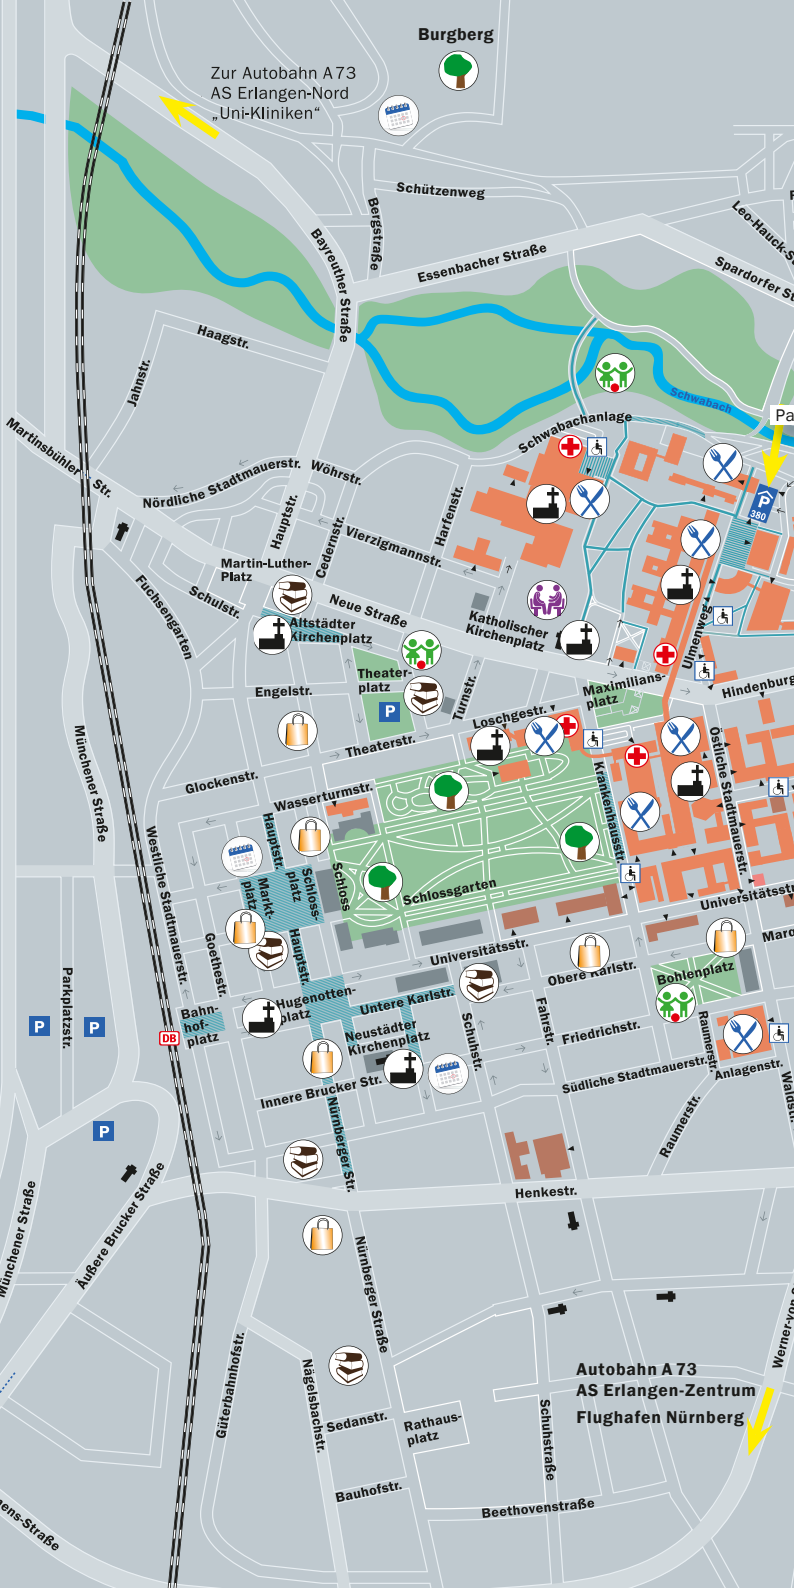 Burgberg
Zur Autobahn A 73
AS Erlangen-Nord
„Uni-Kliniken“
Schützenweg
Bergstraße
Leo-Hauck-S
Bayreuther Straße
Essenbacher Straße
Spardorfer St
Haagstr.
Jahnstr.
Schwabach
Pa
Schwabachanlage
Martinsbühler Str.
Nördliche Stadtmauerstr.
Wöhrstr.
Hauptstr.
Cedernstr.
Harfenstr.
Vierzigmannstr.
P
380
Martin-Luther-
Platz
Fuchsengarten
Schulstr.
Neue Straße
Altstädter
Kirchenplatz
Katholischer
Kirchenplatz
Ulmenweg
Theater-
platz
P
Engelstr.
Turnstr.
Maximilians-
platz
Hindenburg
Loschgestr.
Theaterstr.
Münchener Straße
Glockenstr.
Wasserturmstr.
Krankenhausstr.
Östliche Stadtmauerstr.
Westliche Stadtmauerstr.
Hauptstr.
Schloss-
platz
Markt-
platz
Schloss
Schlossgarten
Universitätsstr
Goethestr.
Hauptstr.
Universitätsstr.
Obere Karlstr.
Bohlenplatz
Parkplatzstr.
P
P
DB
Bahn-
hof-
platz
Hugenotten-
platz
Untere Karlstr.
Neustädter
Kirchenplatz
Schuhstr.
Fahrstr.
Friedrichstr.
Raumerstr.
Südliche Stadtmauerstr.
Anlagenstr.
Waldstr.
Innere Brucker Str.
P
Nürnberger Str.
Raumerstr.
Henkestr.
Münchener Straße
Äußere Brucker Straße
Nürnberger Straße
Werner-von-S
Güterbahnhofstr.
Nägelsbachstr.
Autobahn A 73
AS Erlangen-Zentrum
Flughafen Nürnberg
Sedanstr.
Rathaus-
platz
Schuhstraße
Bauhofstr.
Beethovenstraße
ens-Straße